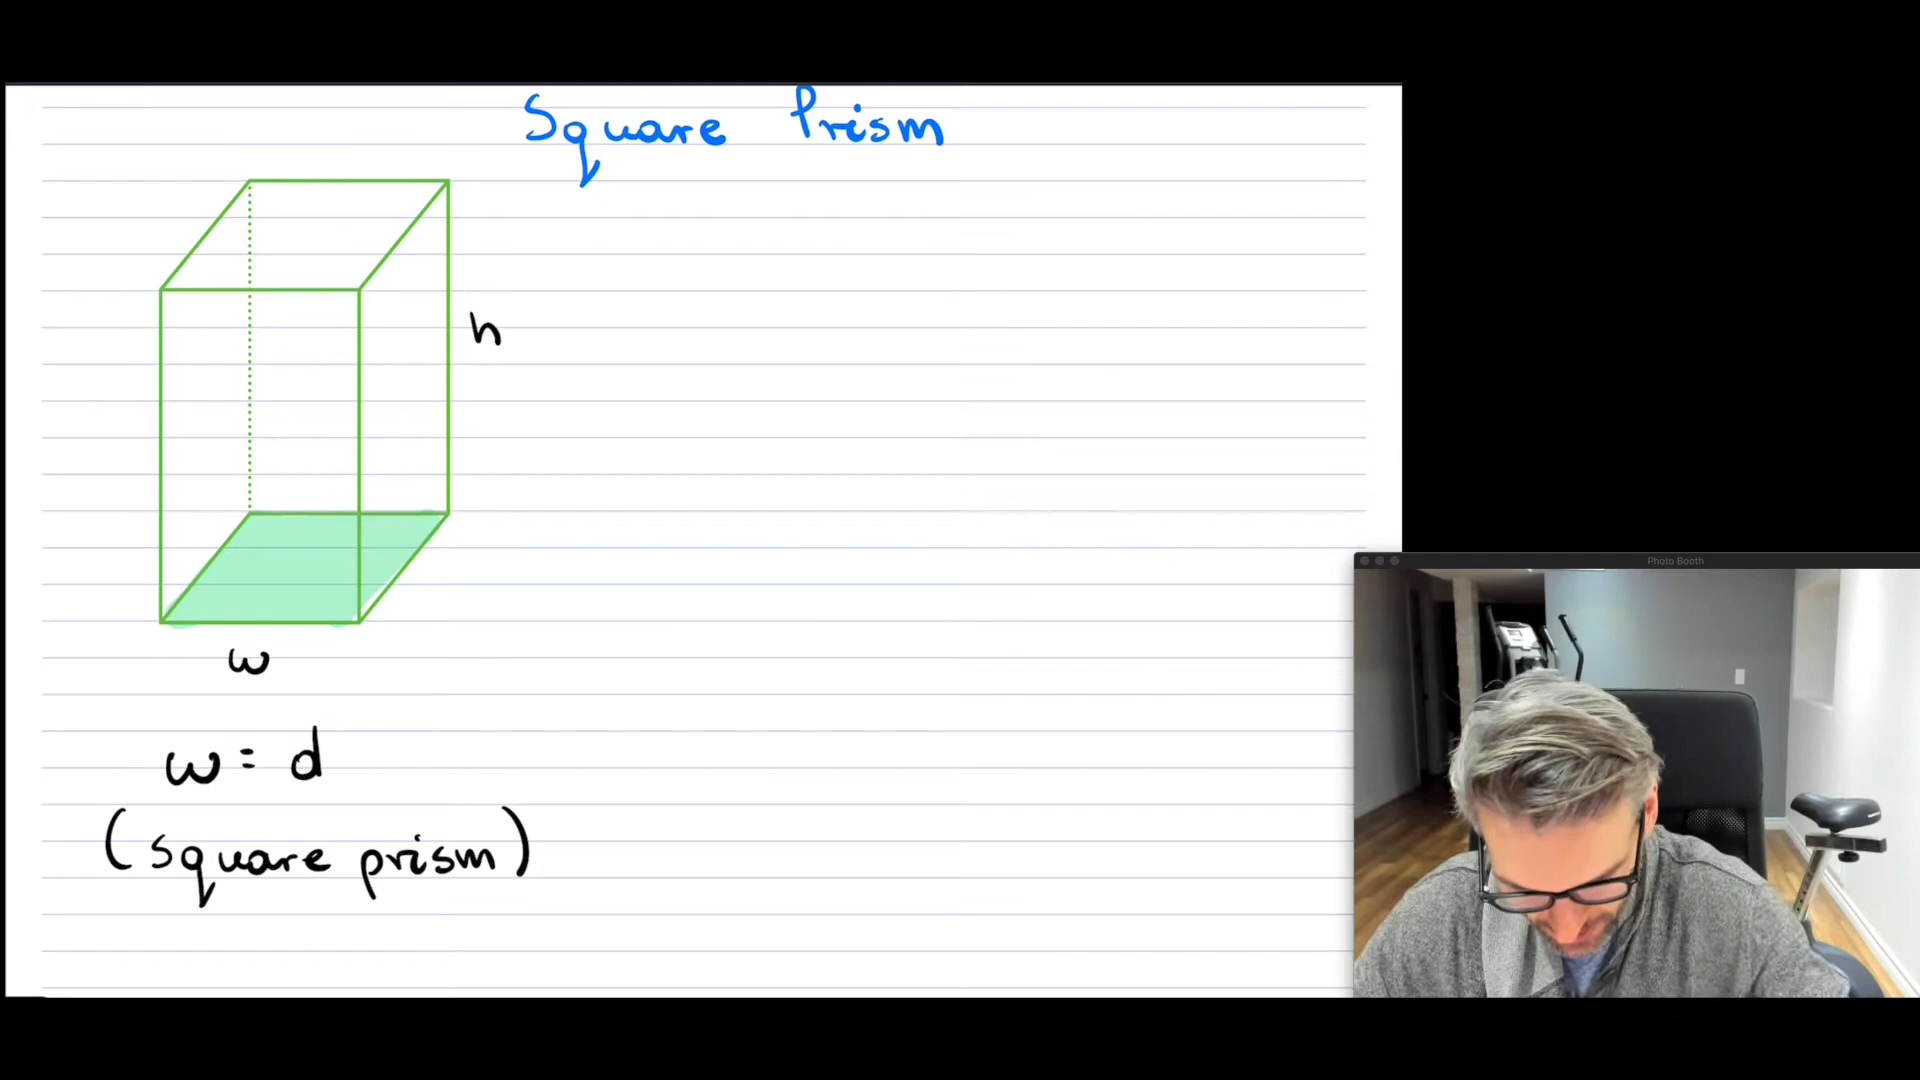 Square Prism
h
w
w = d
(square prism)
Photo Booth